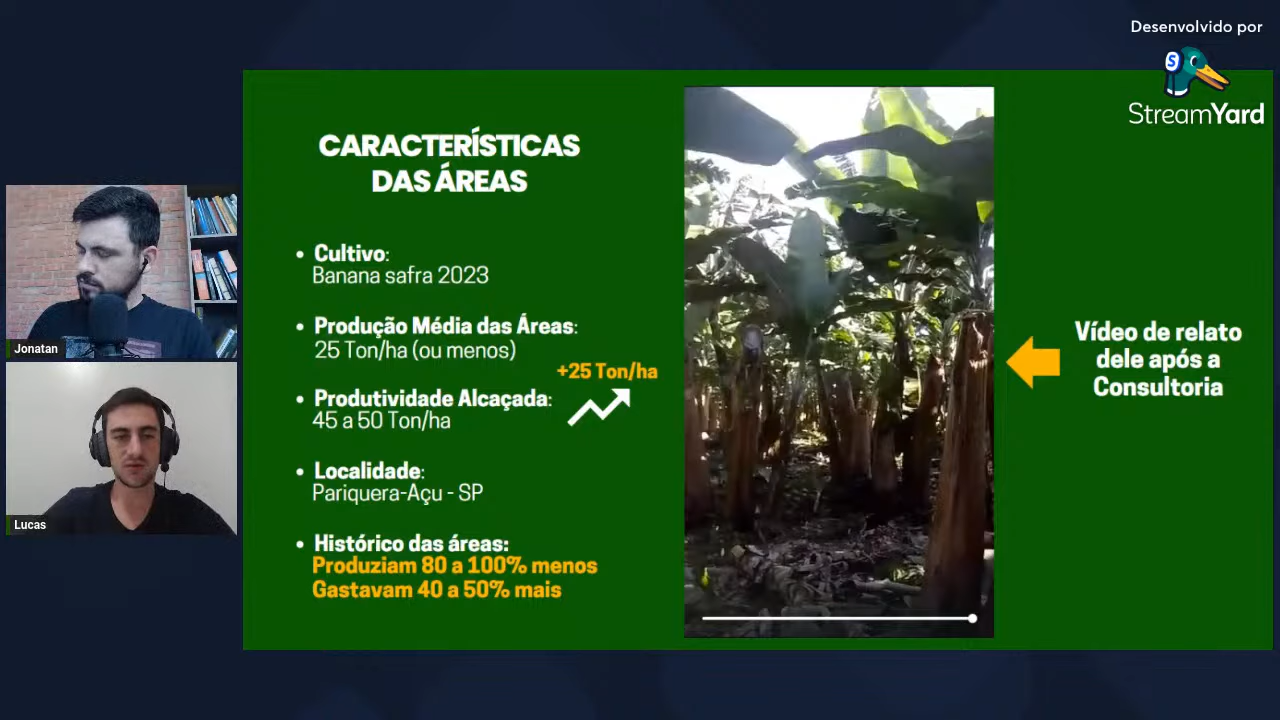 Desenvolvido por
StreamYard
CARACTERÍSTICAS
DAS ÁREAS
• Cultivo:
Banana safra 2023
• Produção Média das Áreas:
25 Ton/ha (ou menos)
+25 Ton/ha
• Produtividade Alcaçada:
45 a 50 Ton/ha
• Localidade:
Pariquera-Açu - SP
• Histórico das áreas:
Produziam 80 a 100% menos
Gastavam 40 a 50% mais
Vídeo de relato
dele após a
Consultoria
Jonatan
Lucas